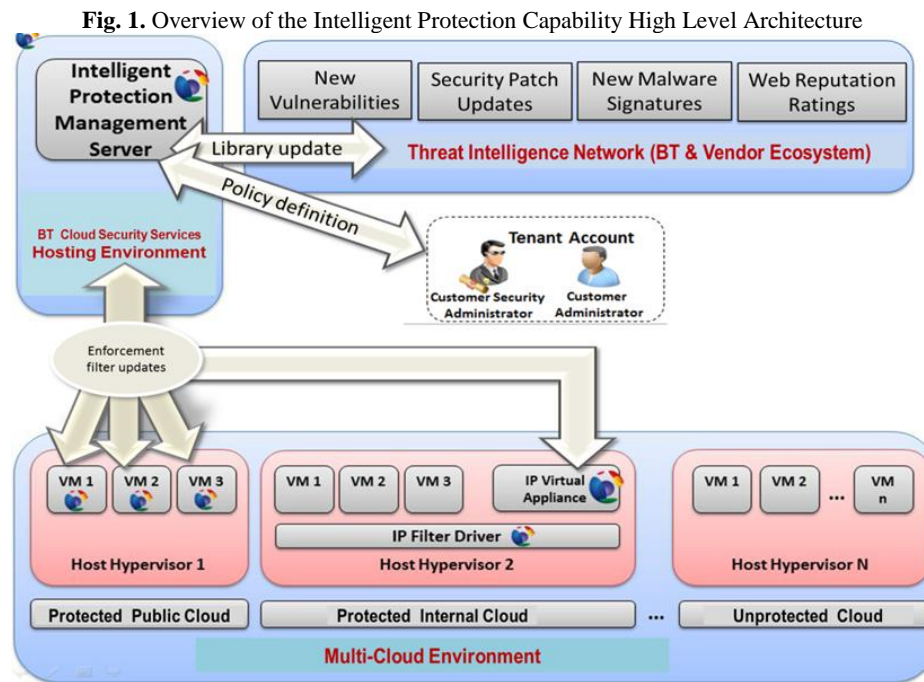 Fig. 1. Overview of the Intelligent Protection Capability High Level Architecture
Intelligent
Protection
Management
Server
New
Vulnerabilities
Security Patch
Updates
New Malware
Signatures
Web Reputation
Ratings
Library update
Threat Intelligence Network (BT & Vendor Ecosystem)
Policy definition
BT Cloud Security Services
Hosting Environment
Tenant Account
Customer Security
Administrator
Customer
Administrator
Enforcement
filter updates
VM 1
VM 2
VM 3
Host Hypervisor 1
VM 1
VM 2
VM 3
IP Virtual
Appliance
IP Filter Driver
Host Hypervisor 2
VM 1
VM 2
...
VM
n
Host Hypervisor N
Protected Public Cloud
Protected Internal Cloud
...
Unprotected Cloud
Multi-Cloud Environment